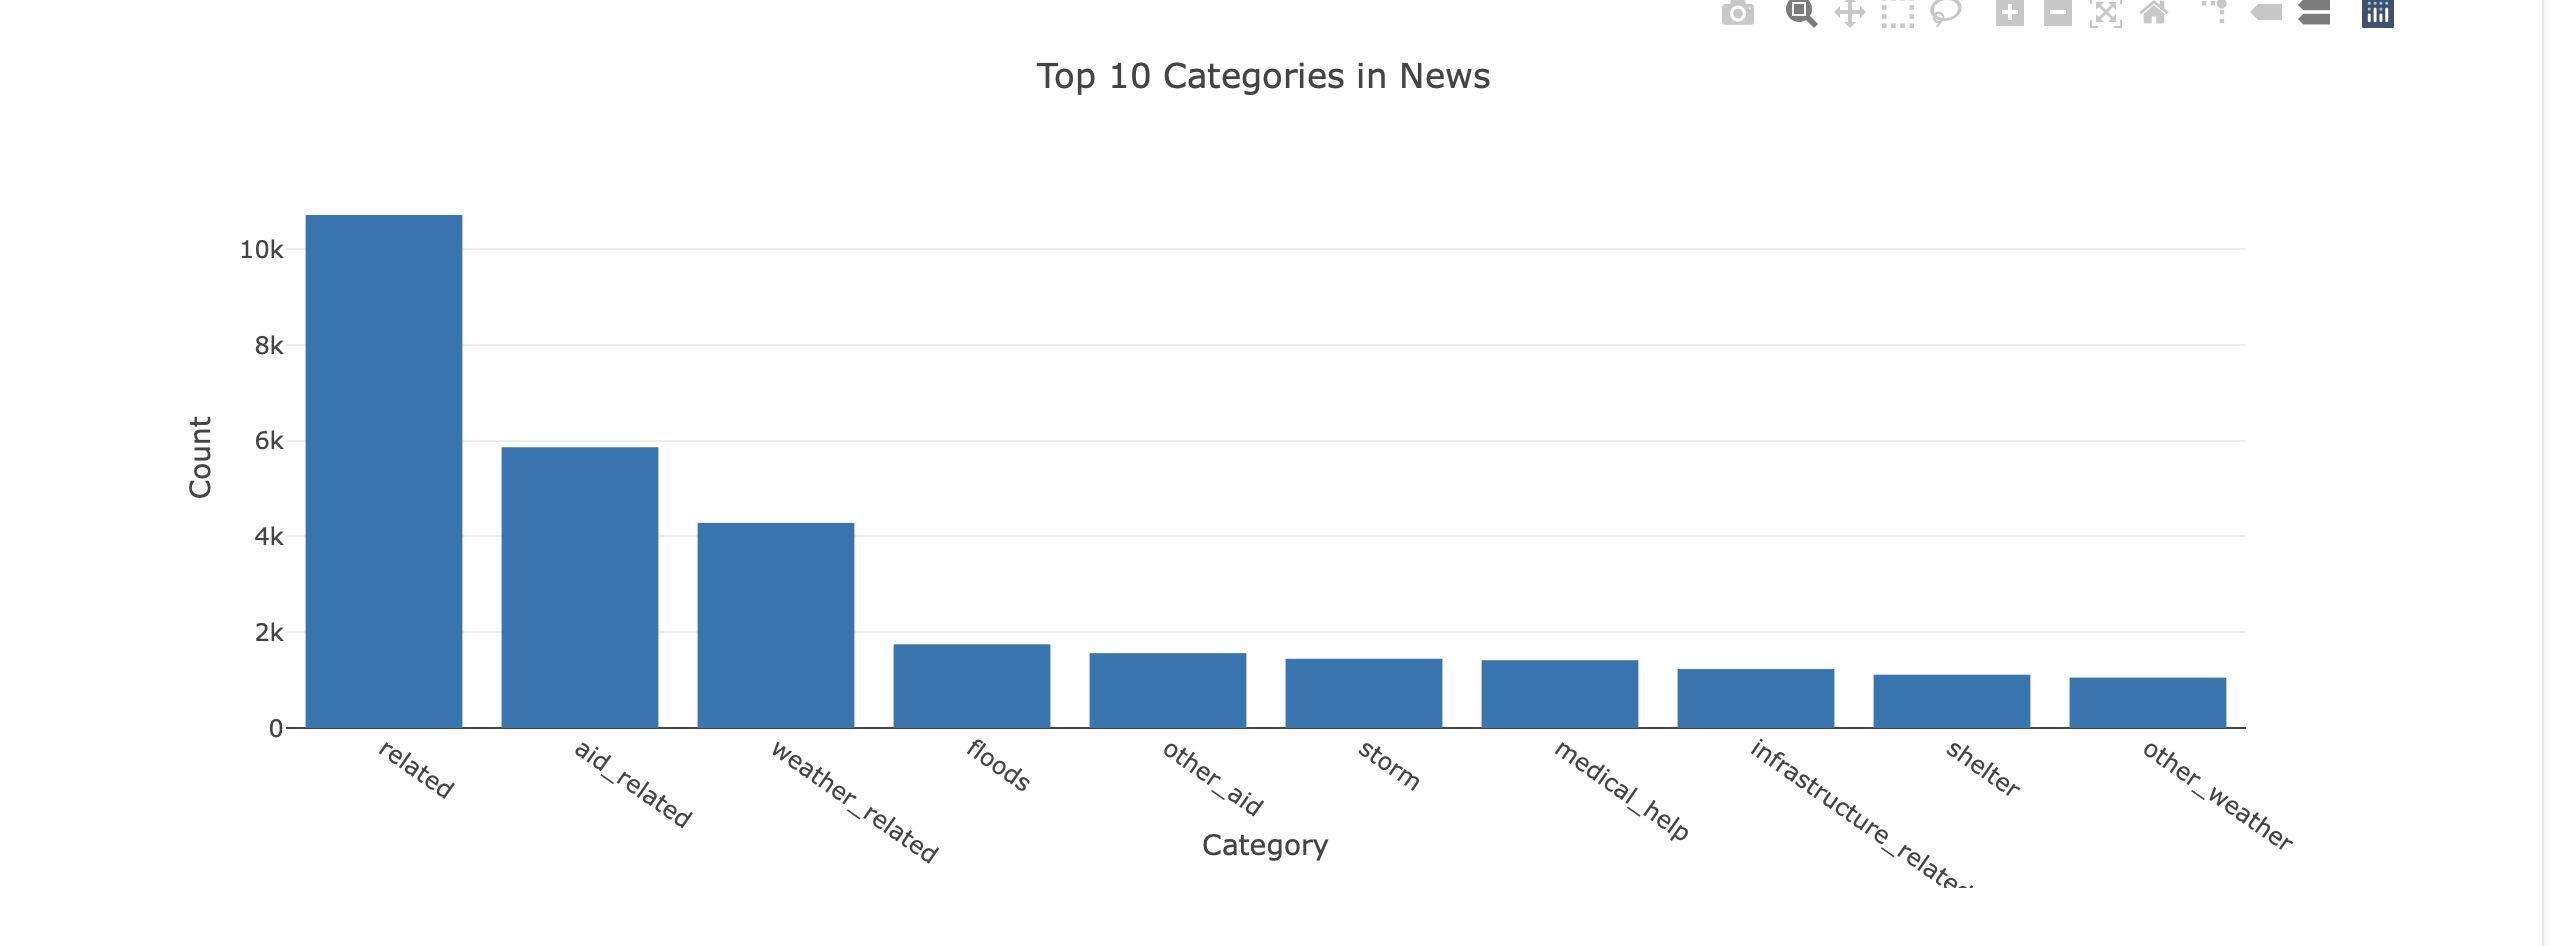 Top 10 Categories in News
10k
8k
6k
4k
2k
0
Count
related
aid_related
weather_related
floods
other_aid
storm
medical_help
infrastructure_related
shelter
other_weather
Category